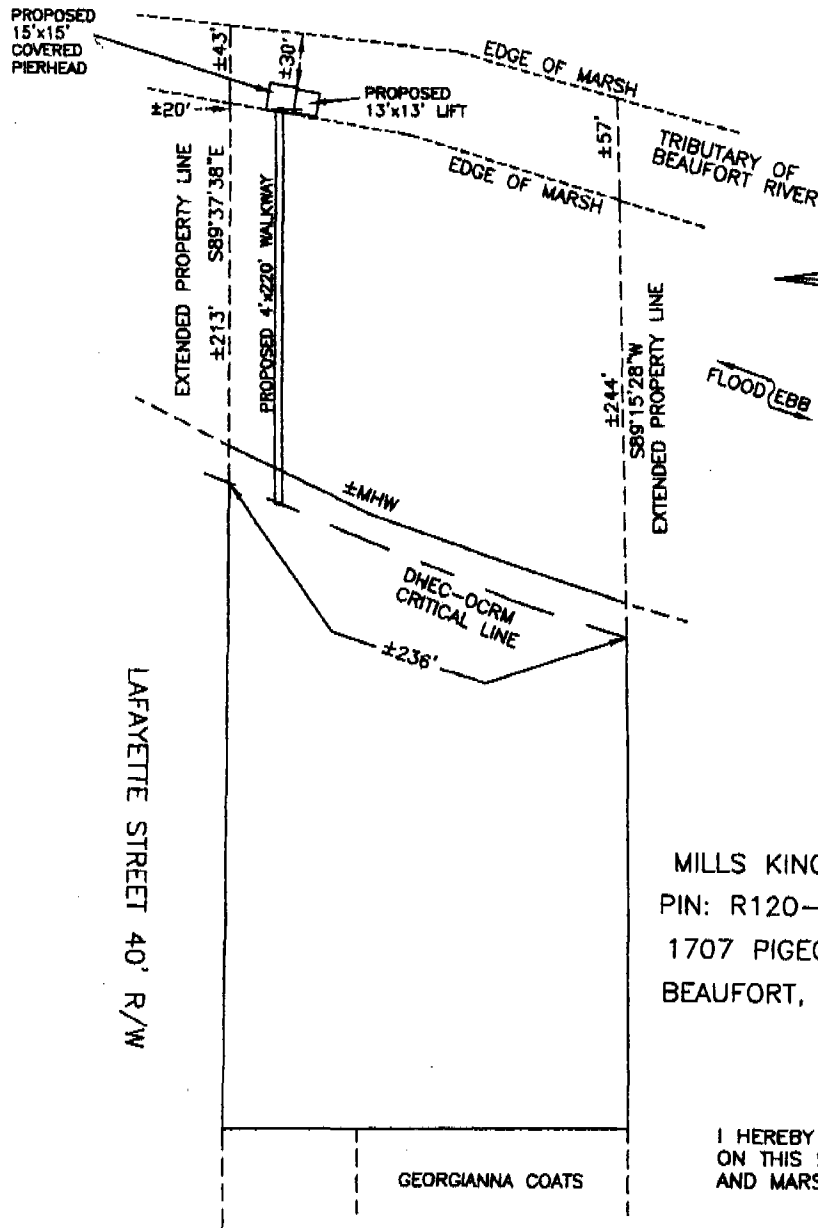 PROPOSED
15'x15'
COVERED
PIERHEAD
±43'
±30'
EDGE OF MARSH
±20'
PROPOSED
13'x13' LIFT
±57'
TRIBUTARY OF
BEAUFORT RIVER
EDGE OF MARSH
EXTENDED PROPERTY LINE
±213' S89°37'38"E
PROPOSED 4'x220' WALKWAY
±244'
S89°15'28"W
EXTENDED PROPERTY LINE
FLOOD EBB
±MHW
DHEC-OCRM
CRITICAL LINE
±236'
LAFAYETTE STREET 40' R/W
MILLS KING
PIN: R120-
1707 PIGEO
BEAUFORT,
I HEREBY
ON THIS
AND MARS
GEORGIANNA COATS